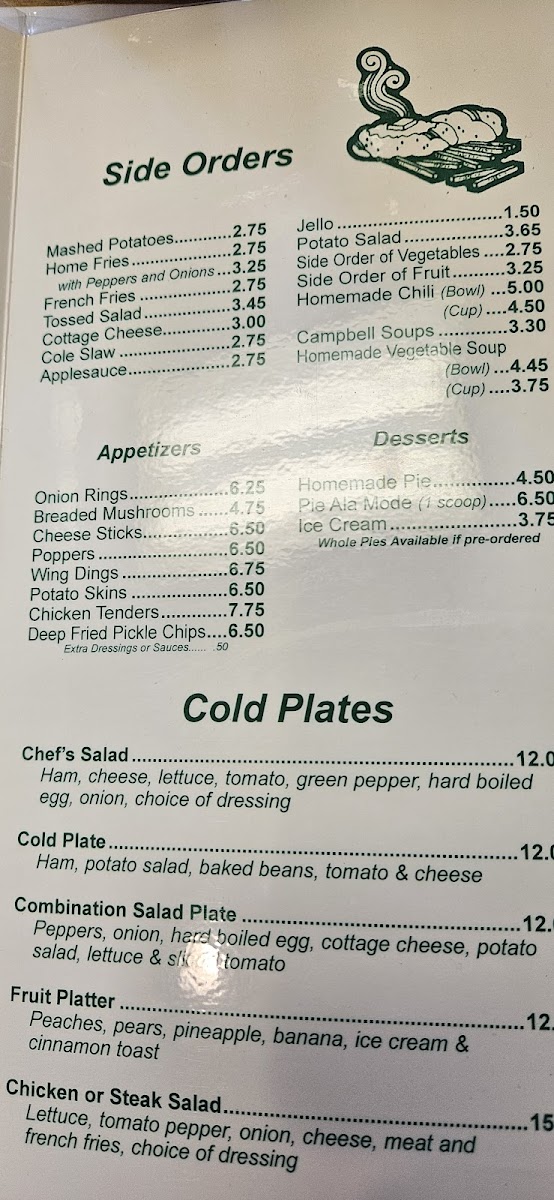 Side Orders
Mashed Potatoes............2.75
Home Fries......................2.75
with Peppers and Onions...3.25
French Fries ....................2.75
Tossed Salad...................3.45
Cottage Cheese...............3.00
Cole Slaw ........................2.75
Applesauce......................2.75
Jello ..............................1.50
Potato Salad..................3.65
Side Order of Vegetables ....2.75
Side Order of Fruit..........3.25
Homemade Chili (Bowl) ...5.00
(Cup) ....4.50
Campbell Soups ............3.30
Homemade Vegetable Soup
(Bowl)...4.45
(Cup) ....3.75
Appetizers
Onion Rings....................6.25
Breaded Mushrooms ......4.75
Cheese Sticks.................6.50
Poppers .........................6.50
Wing Dings .....................6.75
Potato Skins ...................6.50
Chicken Tenders.............7.75
Deep Fried Pickle Chips....6.50
Extra Dressings or Sauces...... .50
Desserts
Homemade Pie...............4.50
Pie Ala Mode (1 scoop).....6.50
Ice Cream.......................3.75
Whole Pies Available if pre-ordered
Cold Plates
Chef's Salad..................................................12.0
Ham, cheese, lettuce, tomato, green pepper, hard boiled
egg, onion, choice of dressing
Cold Plate......................................................12.0
Ham, potato salad, baked beans, tomato & cheese
Combination Salad Plate .....................................12.
Peppers, onion, hard boiled egg, cottage cheese, potato
salad, lettuce & tomato
Fruit Platter ....................................................12.
Peaches, pears, pineapple, banana, ice cream &
cinnamon toast
Chicken or Steak Salad.......................................15
Lettuce, tomato pepper, onion, cheese, meat and
french fries, choice of dressing